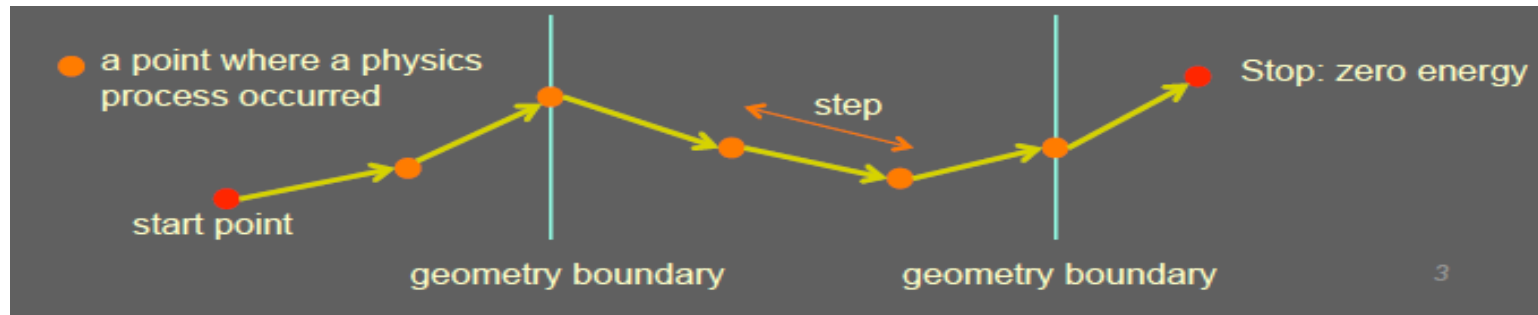 a point where a physics
process occurred
step
Stop: zero energy
start point
geometry boundary
geometry boundary
3